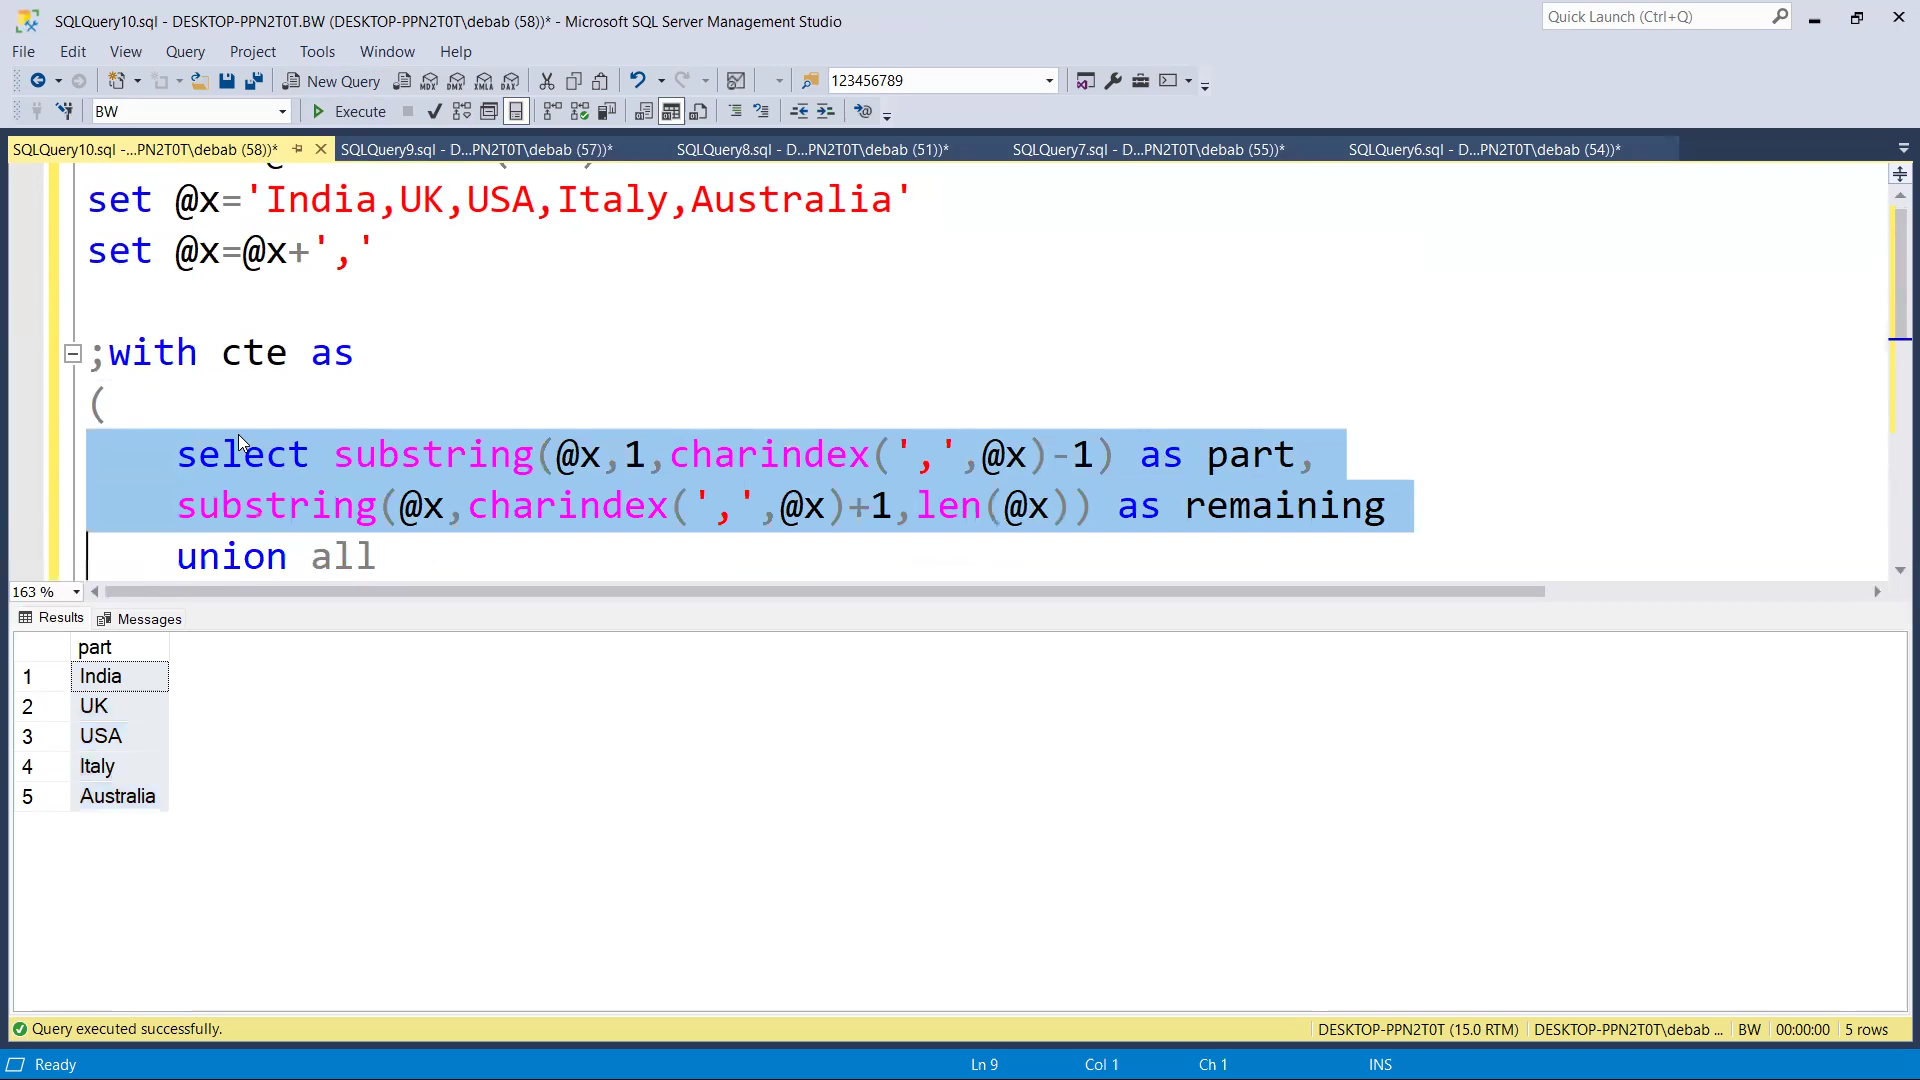 SQLQuery10.sql - DESKTOP-PPN2T0T.BW (DESKTOP-PPN2T0T\debab (58))* - Microsoft SQL Server Management Studio
Quick Launch (Ctrl+Q)
File Edit View Query Project Tools Window Help
New Query
MDX DMX XMLA DAX
123456789
BW
Execute
SQLQuery10.sql -...PN2T0T\debab (58))*
SQLQuery9.sql - D...PN2T0T\debab (57))*
SQLQuery8.sql - D...PN2T0T\debab (51))*
SQLQuery7.sql - D...PN2T0T\debab (55))*
SQLQuery6.sql - D...PN2T0T\debab (54))*
set @x='India,UK,USA,Italy,Australia'
set @x=@x+','
;with cte as
(
select substring(@x,1,charindex(',',@x)-1) as part,
substring(@x,charindex(',',@x)+1,len(@x)) as remaining
union all
163 %
Results Messages
part
1 India
2 UK
3 USA
4 Italy
5 Australia
Query executed successfully.
DESKTOP-PPN2T0T (15.0 RTM) DESKTOP-PPN2T0T\debab ... BW 00:00:00 5 rows
Ready
Ln 9 Col 1 Ch 1 INS